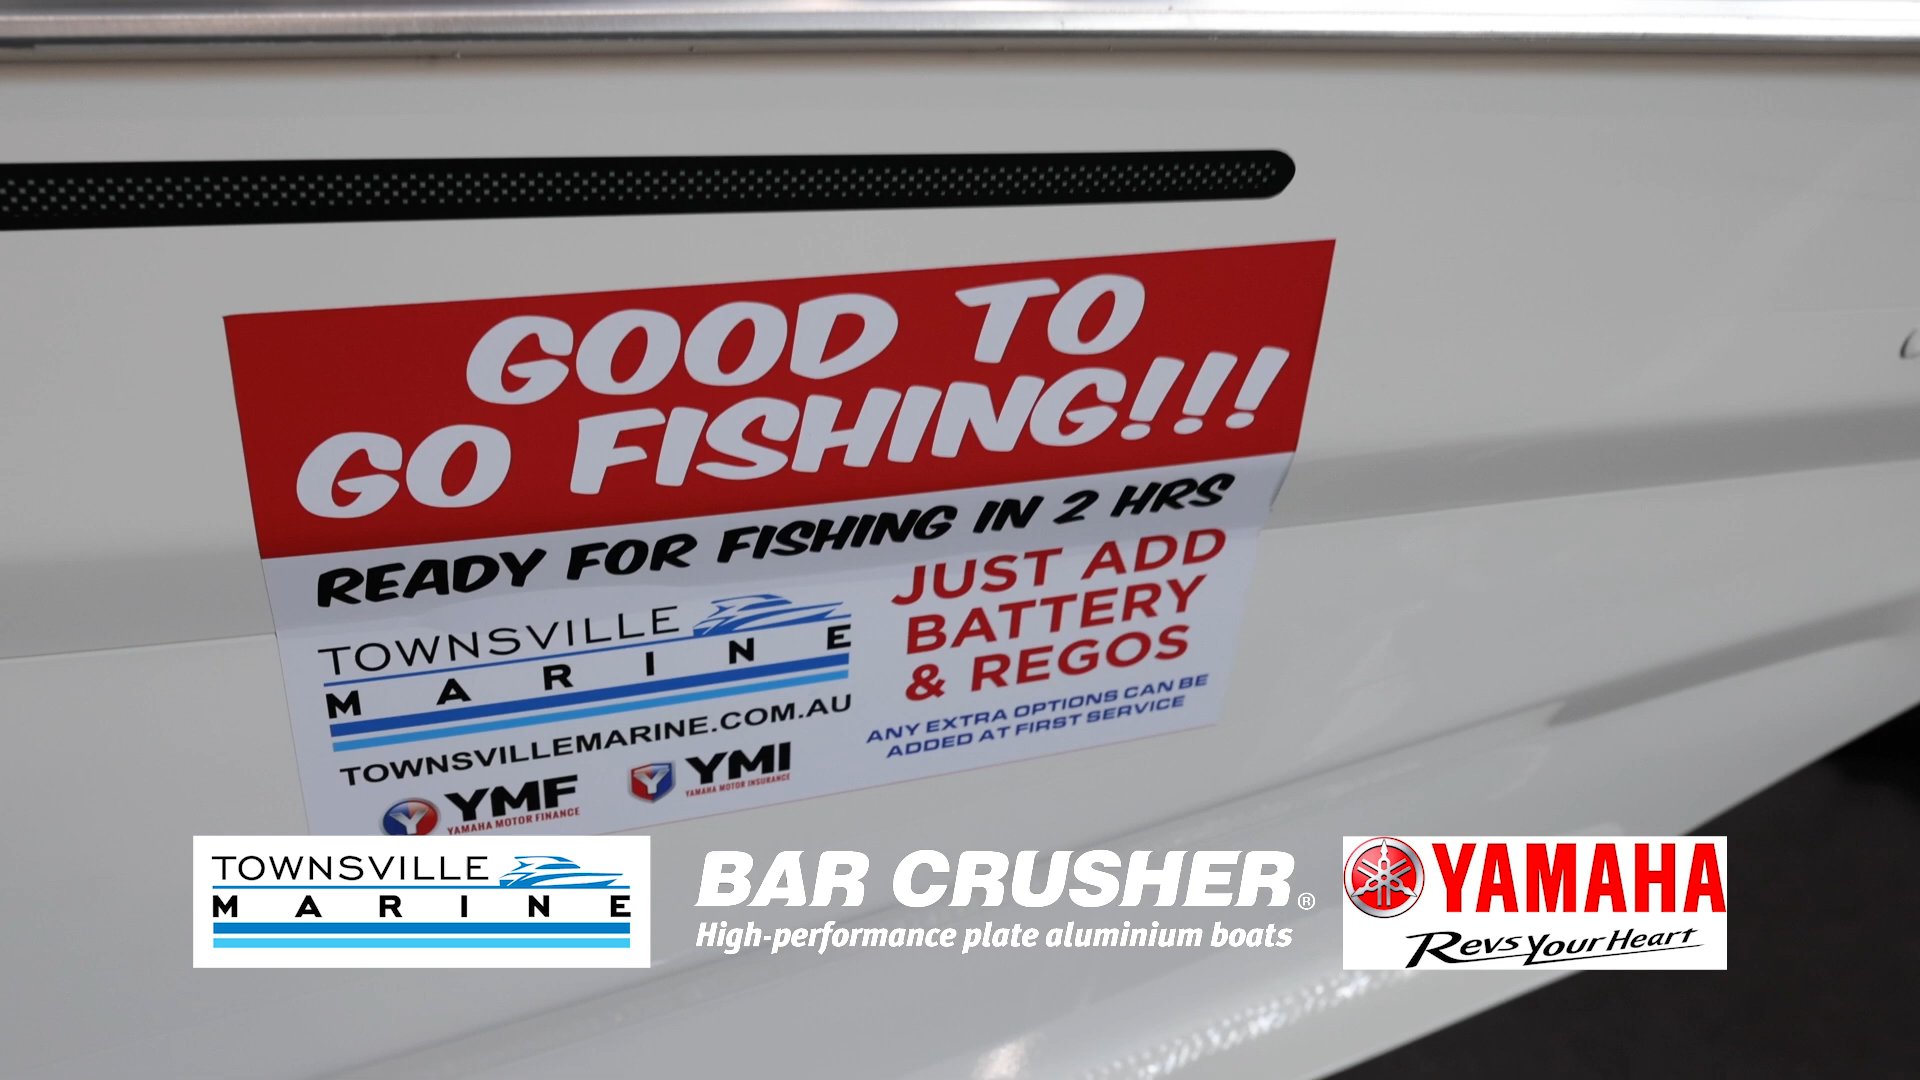 GOOD TO
GO FISHING!!!
READY FOR FISHING IN 2 HRS
TOWNSVILLE
MARINE
TOWNSVILLEMARINE.COM.AU
YMF
YAMAHA MOTOR FINANCE
YMI
YAMAHA MOTOR INSURANCE
JUST ADD
BATTERY
& REGOS
ANY EXTRA OPTIONS CAN BE
ADDED AT FIRST SERVICE
TOWNSVILLE
MARINE
BAR CRUSHER®
High-performance plate aluminium boats
YAMAHA
Revs Your Heart